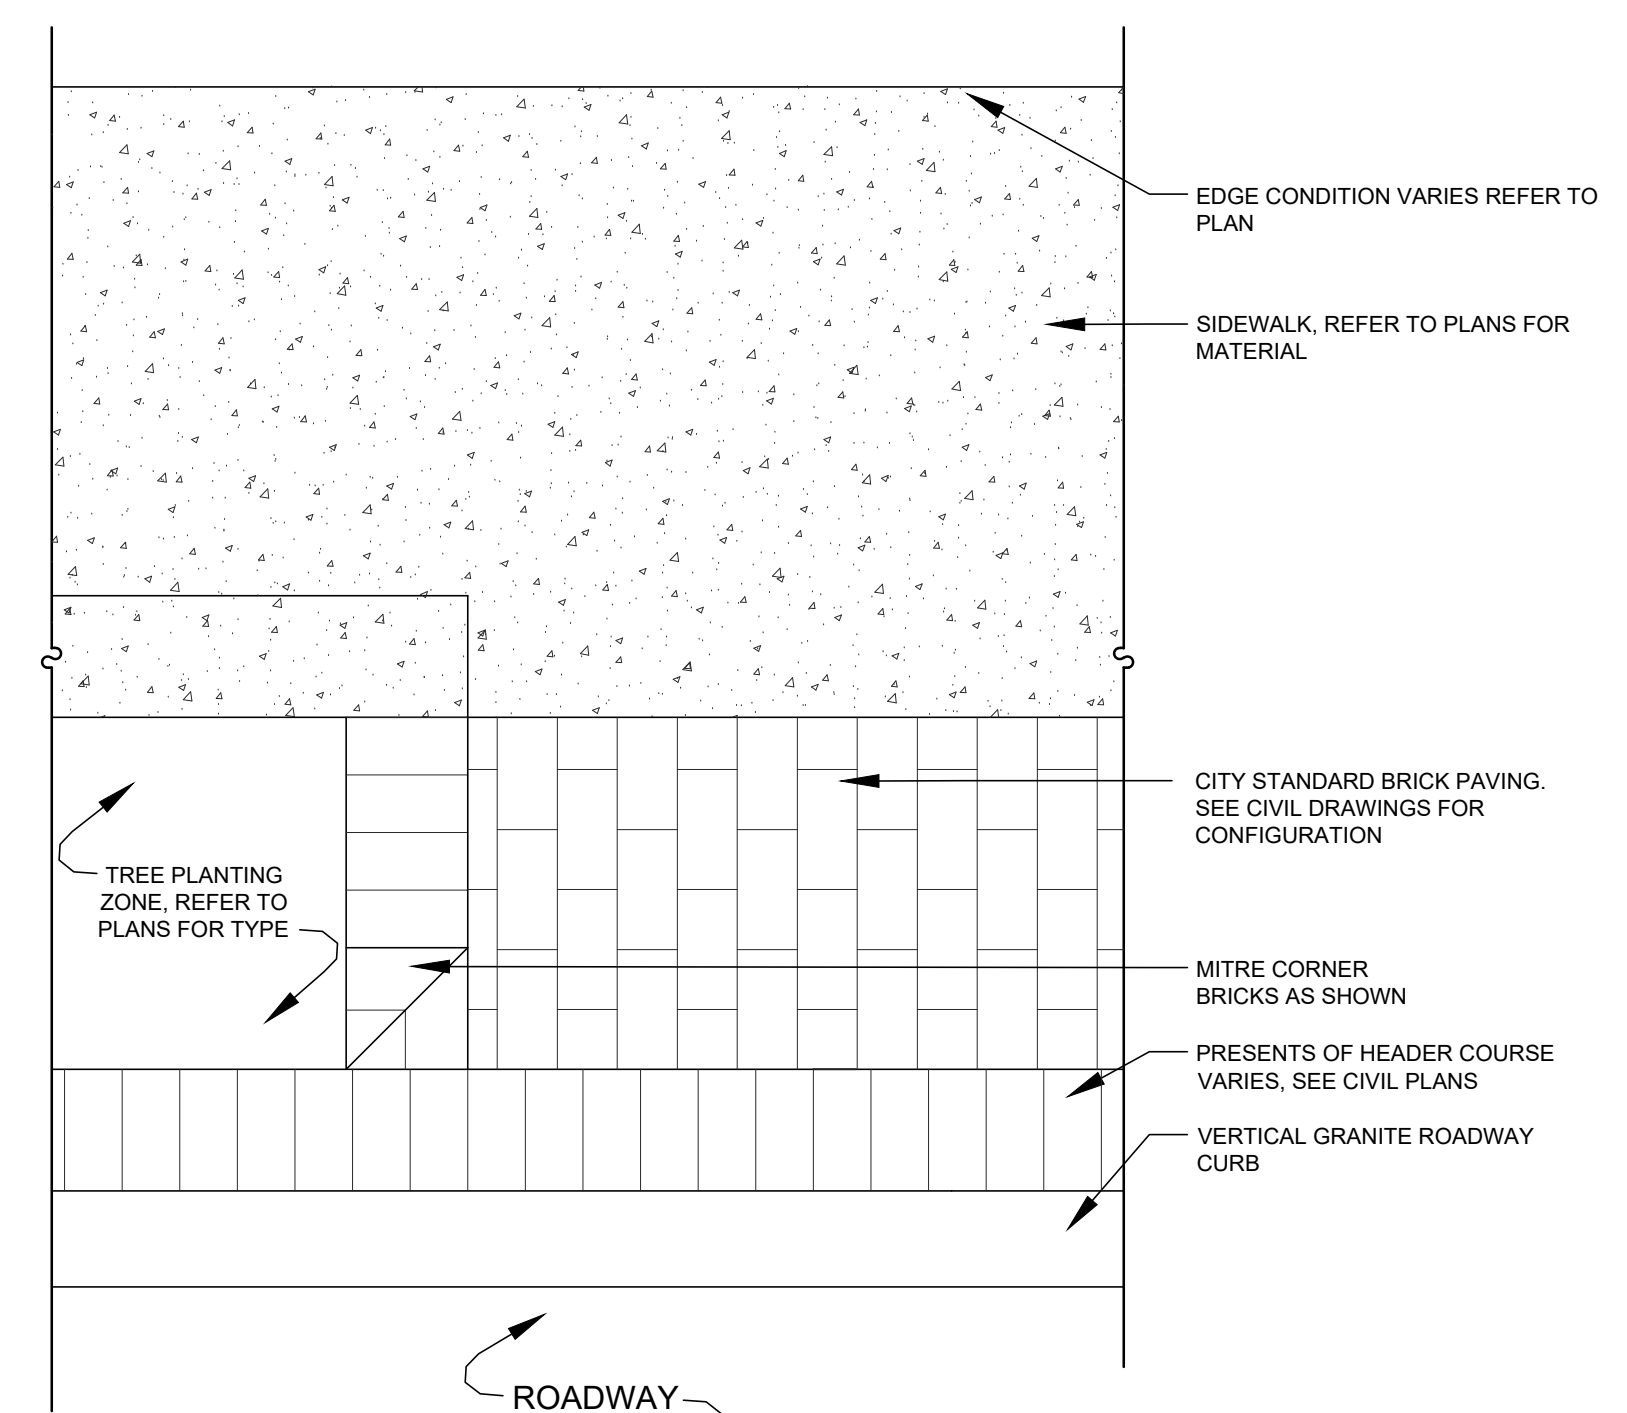 EDGE CONDITION VARIES REFER TO
PLAN
SIDEWALK, REFER TO PLANS FOR
MATERIAL
CITY STANDARD BRICK PAVING.
SEE CIVIL DRAWINGS FOR
CONFIGURATION
TREE PLANTING
ZONE, REFER TO
PLANS FOR TYPE
MITRE CORNER
BRICKS AS SHOWN
PRESENTS OF HEADER COURSE
VARIES, SEE CIVIL PLANS
VERTICAL GRANITE ROADWAY
CURB
ROADWAY